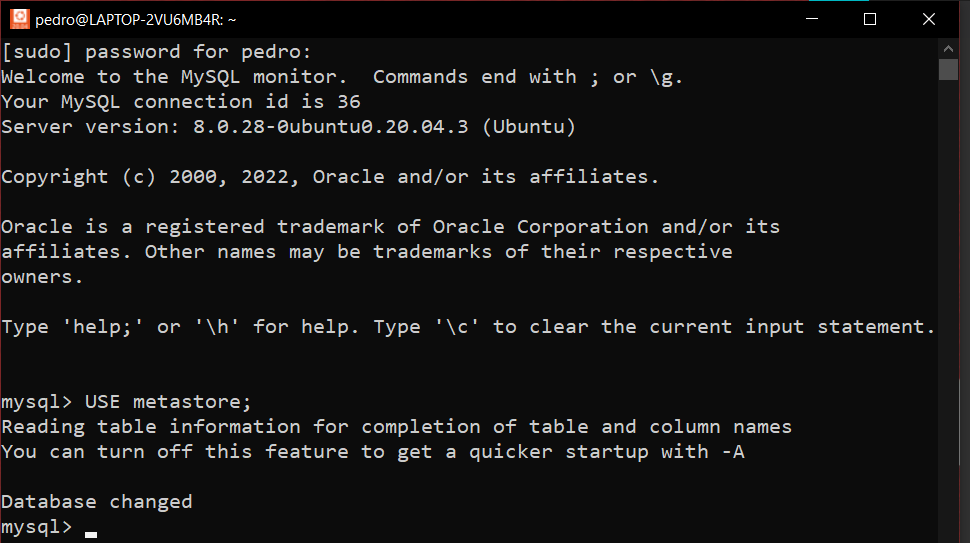 pedro@LAPTOP-2VU6MB4R: ~
[sudo] password for pedro:
Welcome to the MySQL monitor.  Commands end with ; or \g.
Your MySQL connection id is 36
Server version: 8.0.28-0ubuntu0.20.04.3 (Ubuntu)
Copyright (c) 2000, 2022, Oracle and/or its affiliates.
Oracle is a registered trademark of Oracle Corporation and/or its
affiliates. Other names may be trademarks of their respective
owners.
Type 'help;' or '\h' for help. Type '\c' to clear the current input statement.
mysql> USE metastore;
Reading table information for completion of table and column names
You can turn off this feature to get a quicker startup with -A
Database changed
mysql>